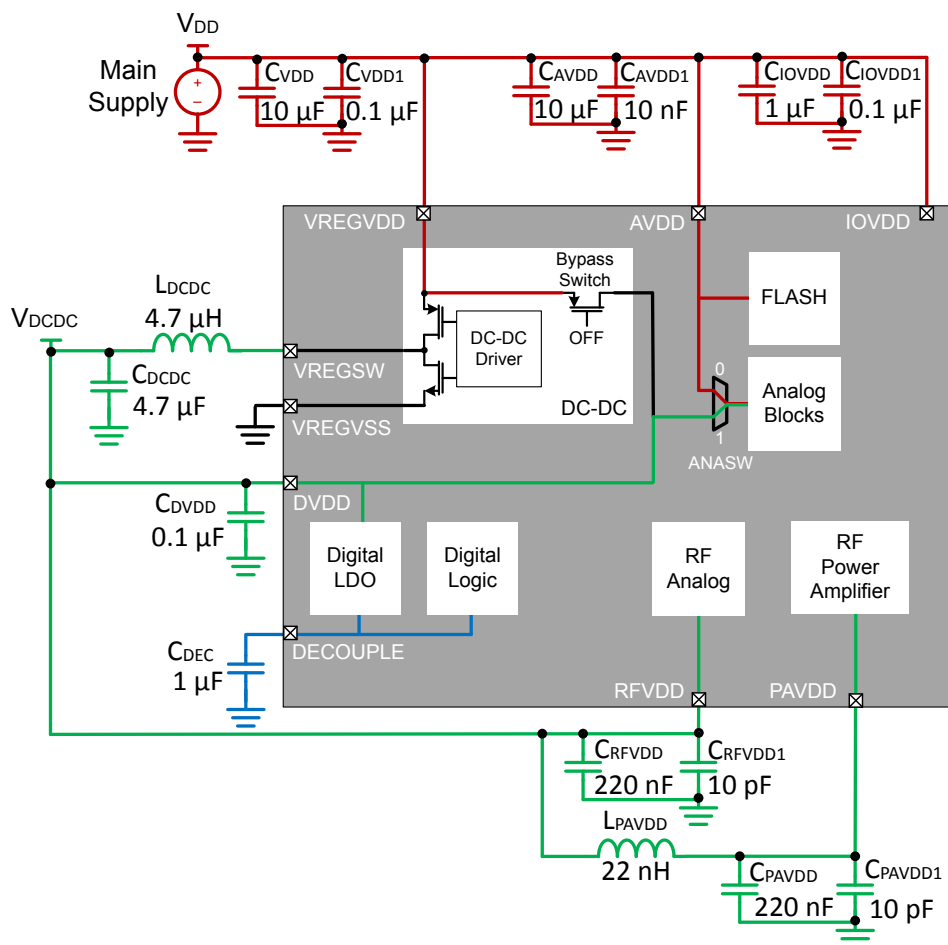 VDD
Main
Supply
+
−
CVDD
10 µF
CVDD1
0.1 µF
CAVDD
10 µF
CAVDD1
10 nF
CIOVDD
1 µF
CIOVDD1
0.1 µF
VREGVDD
AVDD
IOVDD
Bypass
Switch
OFF
DC-DC
Driver
DC-DC
FLASH
0
Analog
Blocks
1
ANASW
LDCDC
4.7 µH
VDCDC
CDCDC
4.7 µF
VREGSW
VREGVSS
DVDD
CDVDD
0.1 µF
Digital
LDO
Digital
Logic
RF
Analog
RF
Power
Amplifier
DECOUPLE
CDEC
1 µF
RFVDD
PAVDD
CRFVDD
220 nF
CRFVDD1
10 pF
LPAVDD
22 nH
CPAVDD
220 nF
CPAVDD1
10 pF